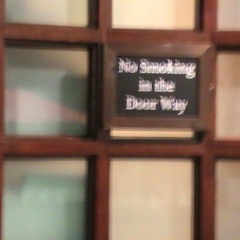 No Smoking
in the
Door Way